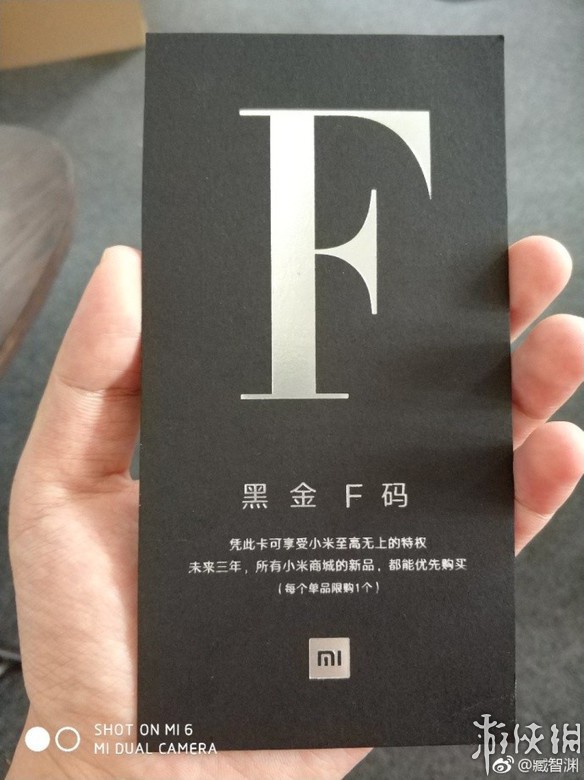 F
黑金F码
凭此卡可享受小米至高无上的特权
未来三年，所有小米商城的新品，都能优先购买
（每个单品限购1个）
mi
SHOT ON MI 6
MI DUAL CAMERA
游侠網
@臧智渊